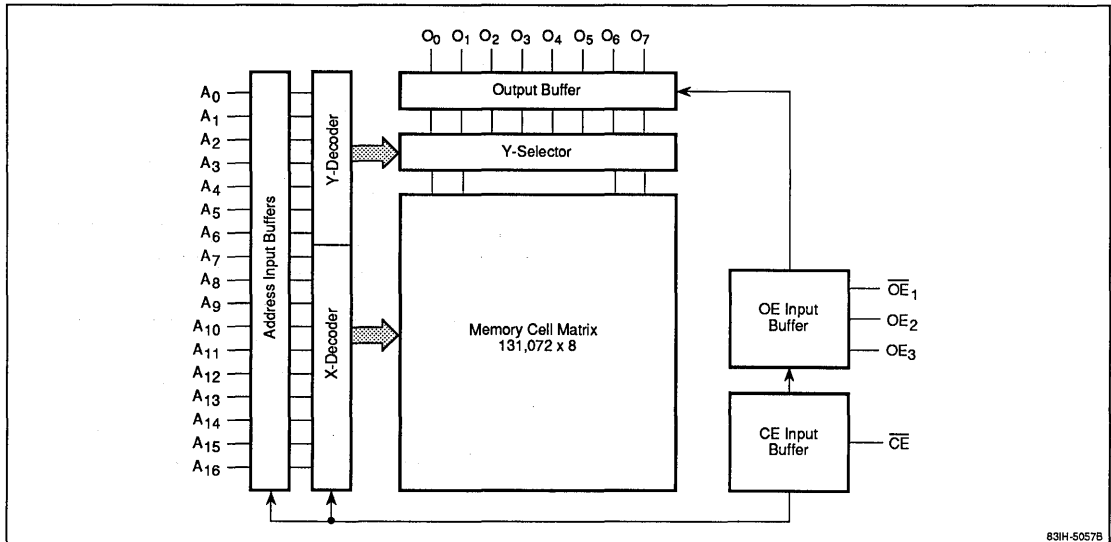 O0 O1 O2 O3 O4 O5 O6 O7
Output Buffer
Y-Selector
A0
A1
A2
A3
A4
A5
A6
A7
A8
A9
A10
A11
A12
A13
A14
A15
A16
Address Input Buffers
Y-Decoder
X-Decoder
Memory Cell Matrix
131,072 x 8
OE Input
Buffer
O̅E̅1
OE2
OE3
CE Input
Buffer
C̅E̅
83IH-5057B